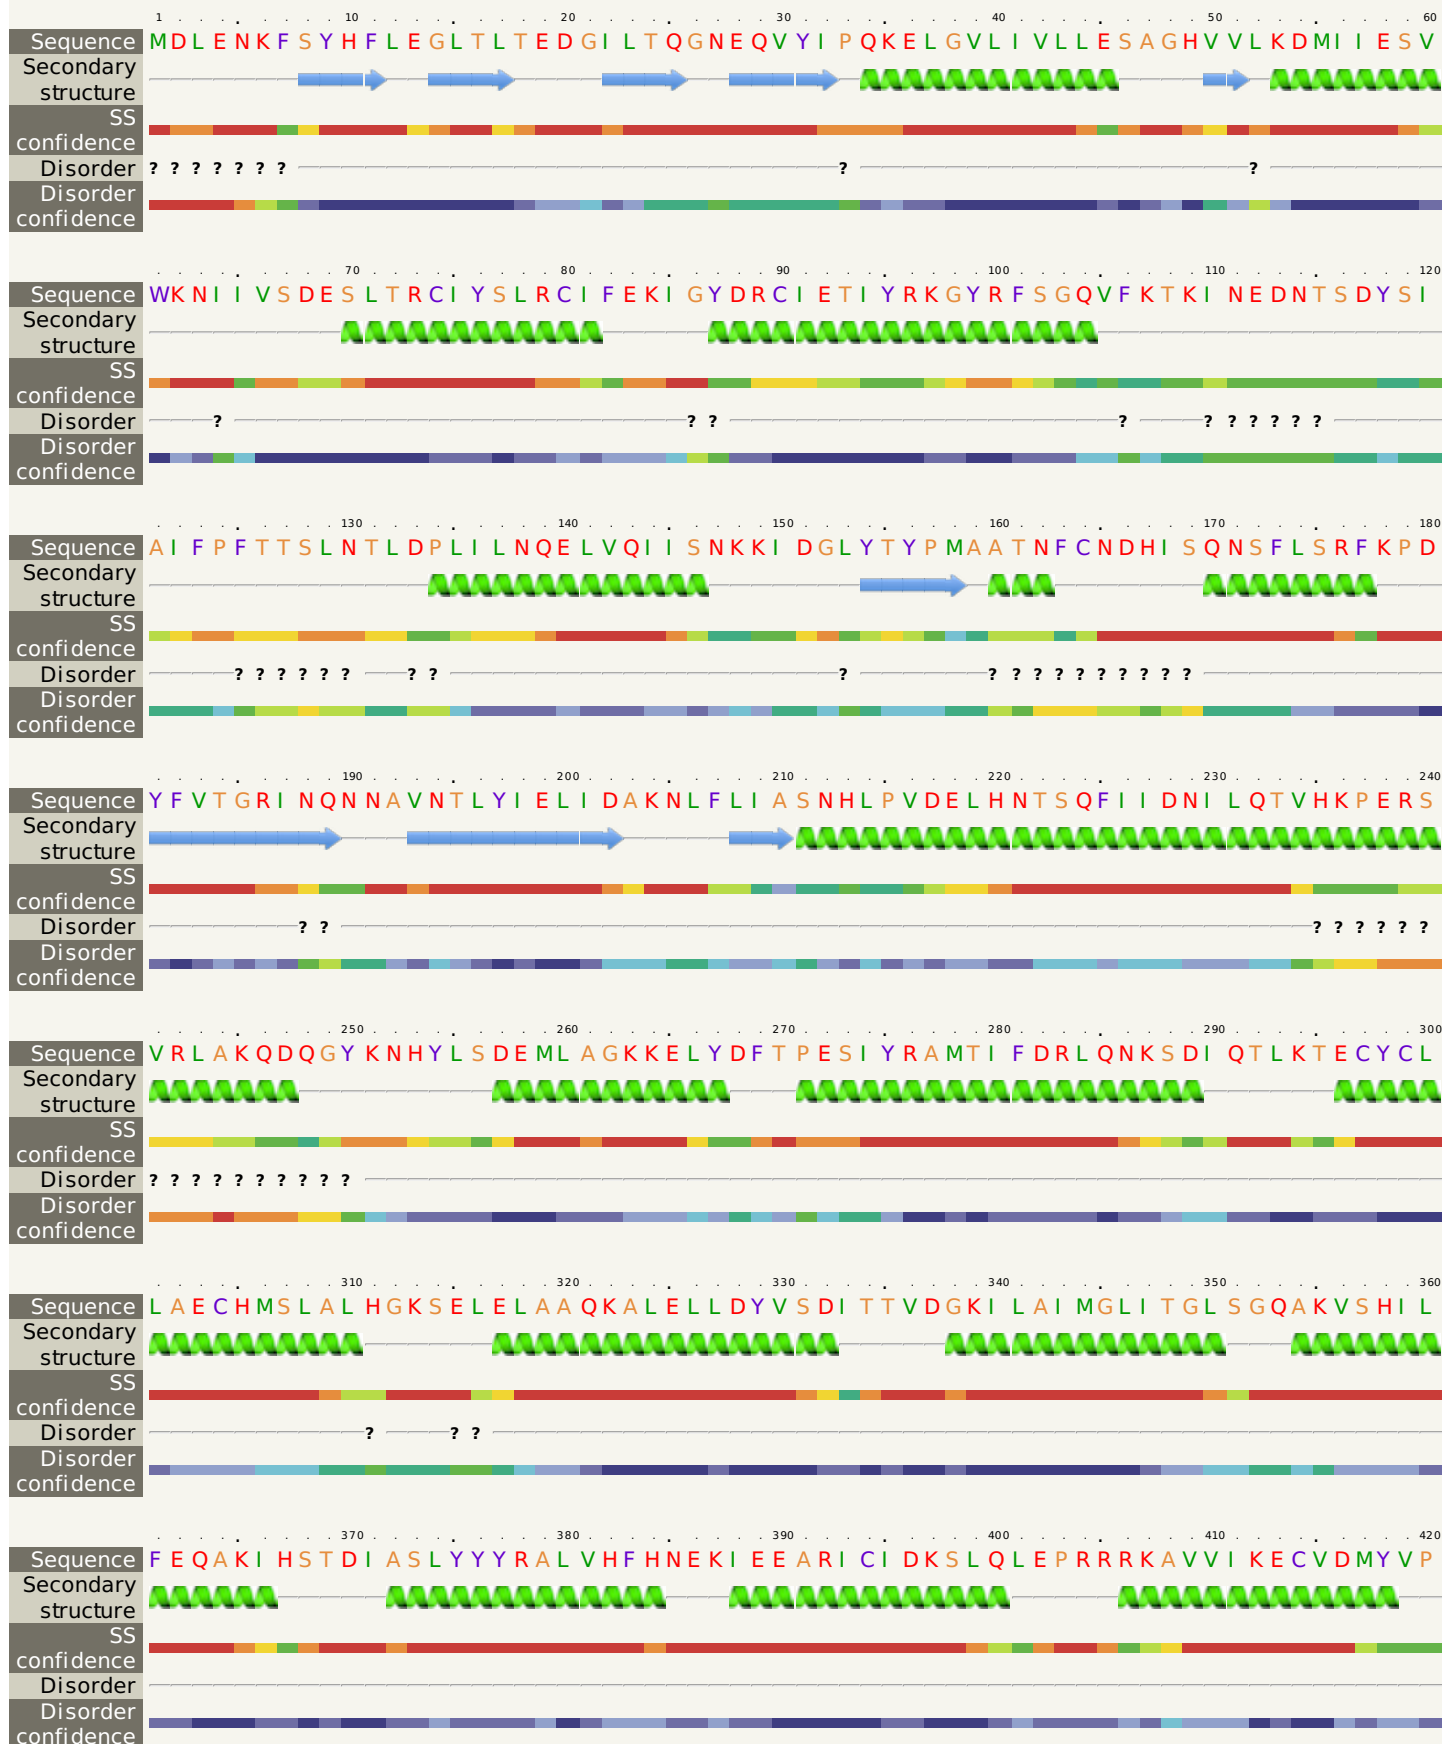 1 10 20 30 40 50 60
Sequence M D L E N K F S Y H F L E G L T L T E D G I L T Q G N E Q V Y I P Q K E L G V L I V L L E S A G H V V L K D M I I E S V
Secondary
structure
SS
confidence
Disorder ? ? ? ? ? ? ? ? ?
Disorder
confidence
70 80 90 100 110 120
Sequence W K N I I V S D E S L T R C I Y S L R C I F E K I G Y D R C I E T I Y R K G Y R F S G Q V F K T K I N E D N T S D Y S I
Secondary
structure
SS
confidence
Disorder ? ? ? ? ? ? ? ? ? ?
Disorder
confidence
130 140 150 160 170 180
Sequence A I F P F T T S L N T L D P L I L N Q E L V Q I I S N K K I D G L Y T Y P M A A T N F C N D H I S Q N S F L S R F K P D
Secondary
structure
SS
confidence
Disorder ? ? ? ? ? ? ? ? ? ? ? ? ? ? ? ? ? ? ?
Disorder
confidence
190 200 210 220 230 240
Sequence Y F V T G R I N Q N N A V N T L Y I E L I D A K N L F L I A S N H L P V D E L H N T S Q F I I D N I L Q T V H K P E R S
Secondary
structure
SS
confidence
Disorder ? ? ? ? ? ? ? ?
Disorder
confidence
250 260 270 280 290 300
Sequence V R L A K Q D Q G Y K N H Y L S D E M L A G K K E L Y D F T P E S I Y R A M T I F D R L Q N K S D I Q T L K T E C Y C L
Secondary
structure
SS
confidence
Disorder ? ? ? ? ? ? ? ? ? ?
Disorder
confidence
310 320 330 340 350 360
Sequence L A E C H M S L A L H G K S E L E L A A Q K A L E L L D Y V S D I T T V D G K I L A I M G L I T G L S G Q A K V S H I L
Secondary
structure
SS
confidence
Disorder ? ? ?
Disorder
confidence
370 380 390 400 410 420
Sequence F E Q A K I H S T D I A S L Y Y Y R A L V H F H N E K I E E A R I C I D K S L Q L E P R R R K A V V I K E C V D M Y V P
Secondary
structure
SS
confidence
Disorder
Disorder
confidence